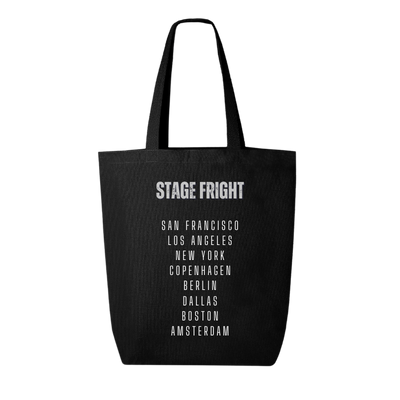 STAGE FRIGHT
SAN FRANCISCO
LOS ANGELES
NEW YORK
COPENHAGEN
BERLIN
DALLAS
BOSTON
AMSTERDAM